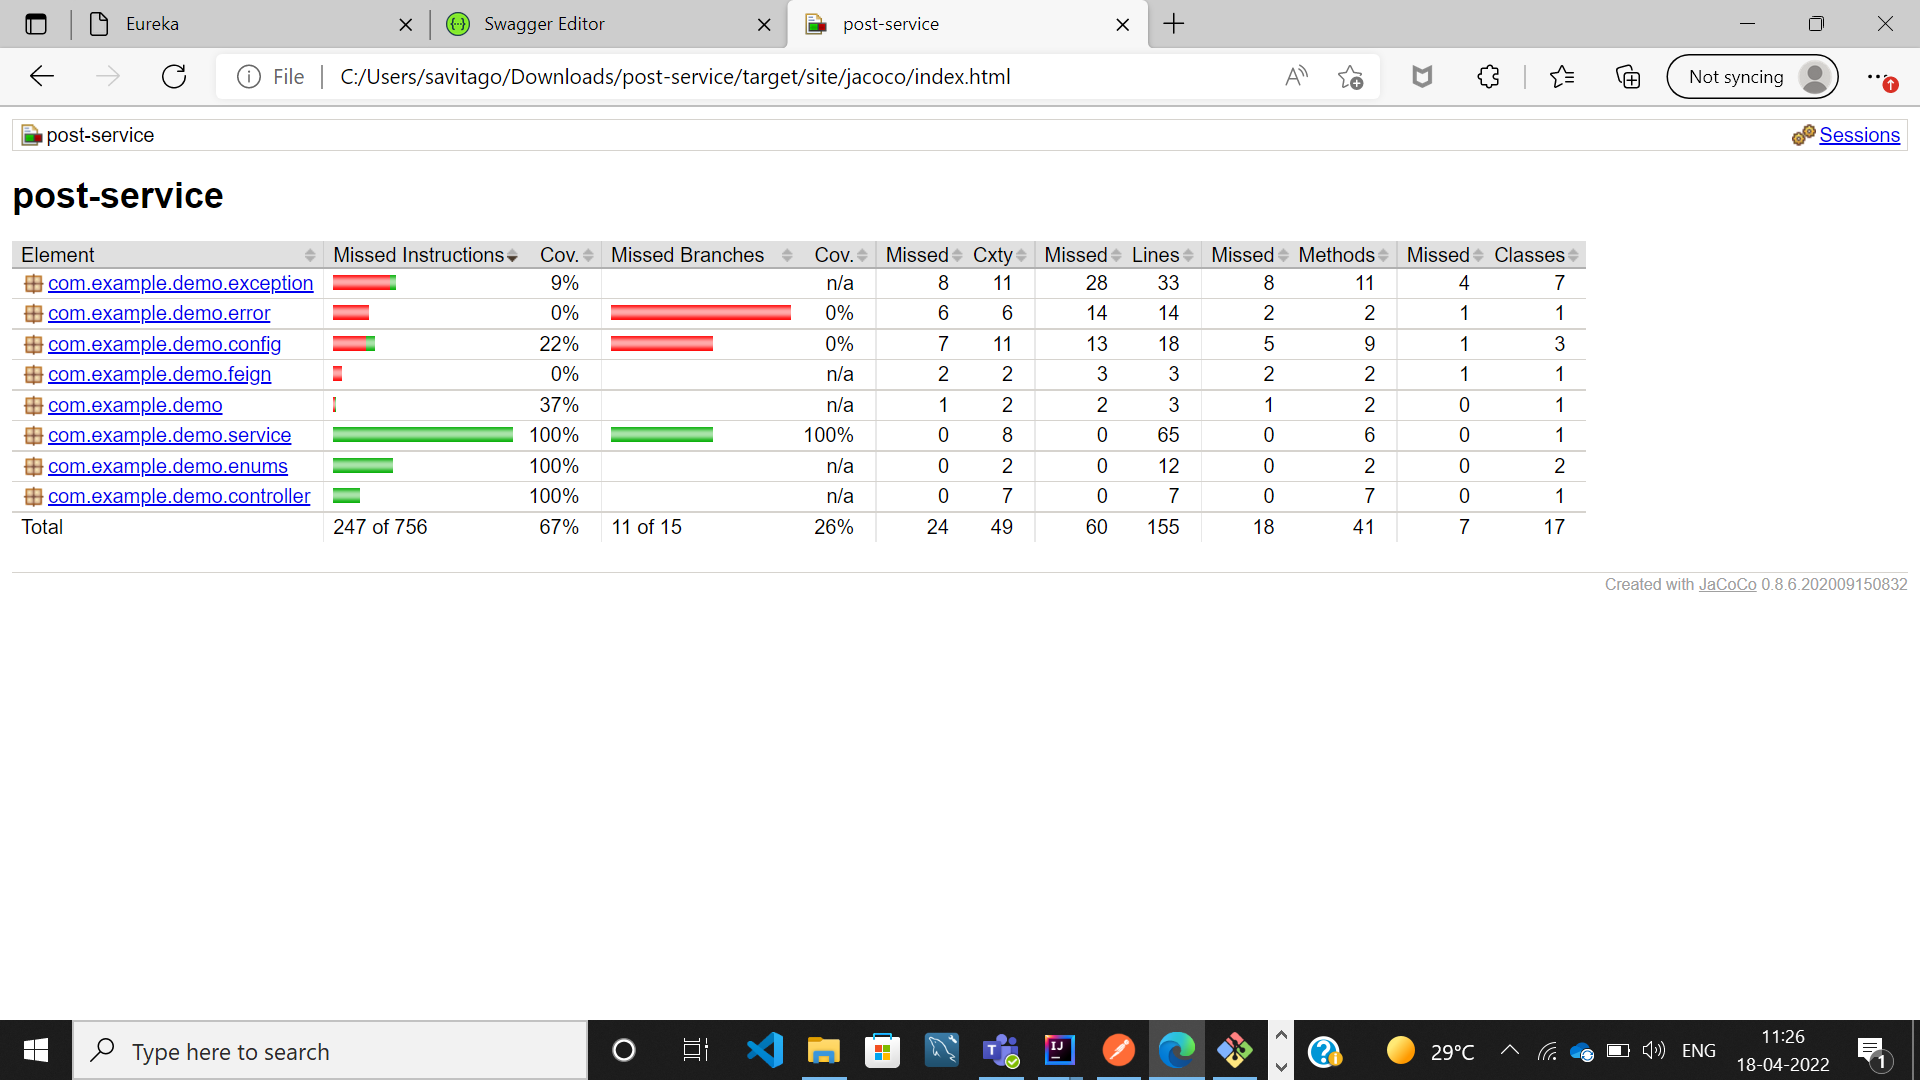 Eureka Swagger Editor post-service
File C:/Users/savitago/Downloads/post-service/target/site/jacoco/index.html Not syncing
post-service Sessions
post-service
Element Missed Instructions Cov. Missed Branches Cov. Missed Cxty Missed Lines Missed Methods Missed Classes
com.example.demo.exception 9% n/a 8 11 28 33 8 11 4 7
com.example.demo.error 0% 0% 6 6 14 14 2 2 1 1
com.example.demo.config 22% 0% 7 11 13 18 5 9 1 3
com.example.demo.feign 0% n/a 2 2 3 3 2 2 1 1
com.example.demo 37% n/a 1 2 2 3 1 2 0 1
com.example.demo.service 100% 100% 0 8 0 65 0 6 0 1
com.example.demo.enums 100% n/a 0 2 0 12 0 2 0 2
com.example.demo.controller 100% n/a 0 7 0 7 0 7 0 1
Total 247 of 756 67% 11 of 15 26% 24 49 60 155 18 41 7 17
Created with JaCoCo 0.8.6.202009150832
Type here to search 29°C ENG 11:26
18-04-2022 1